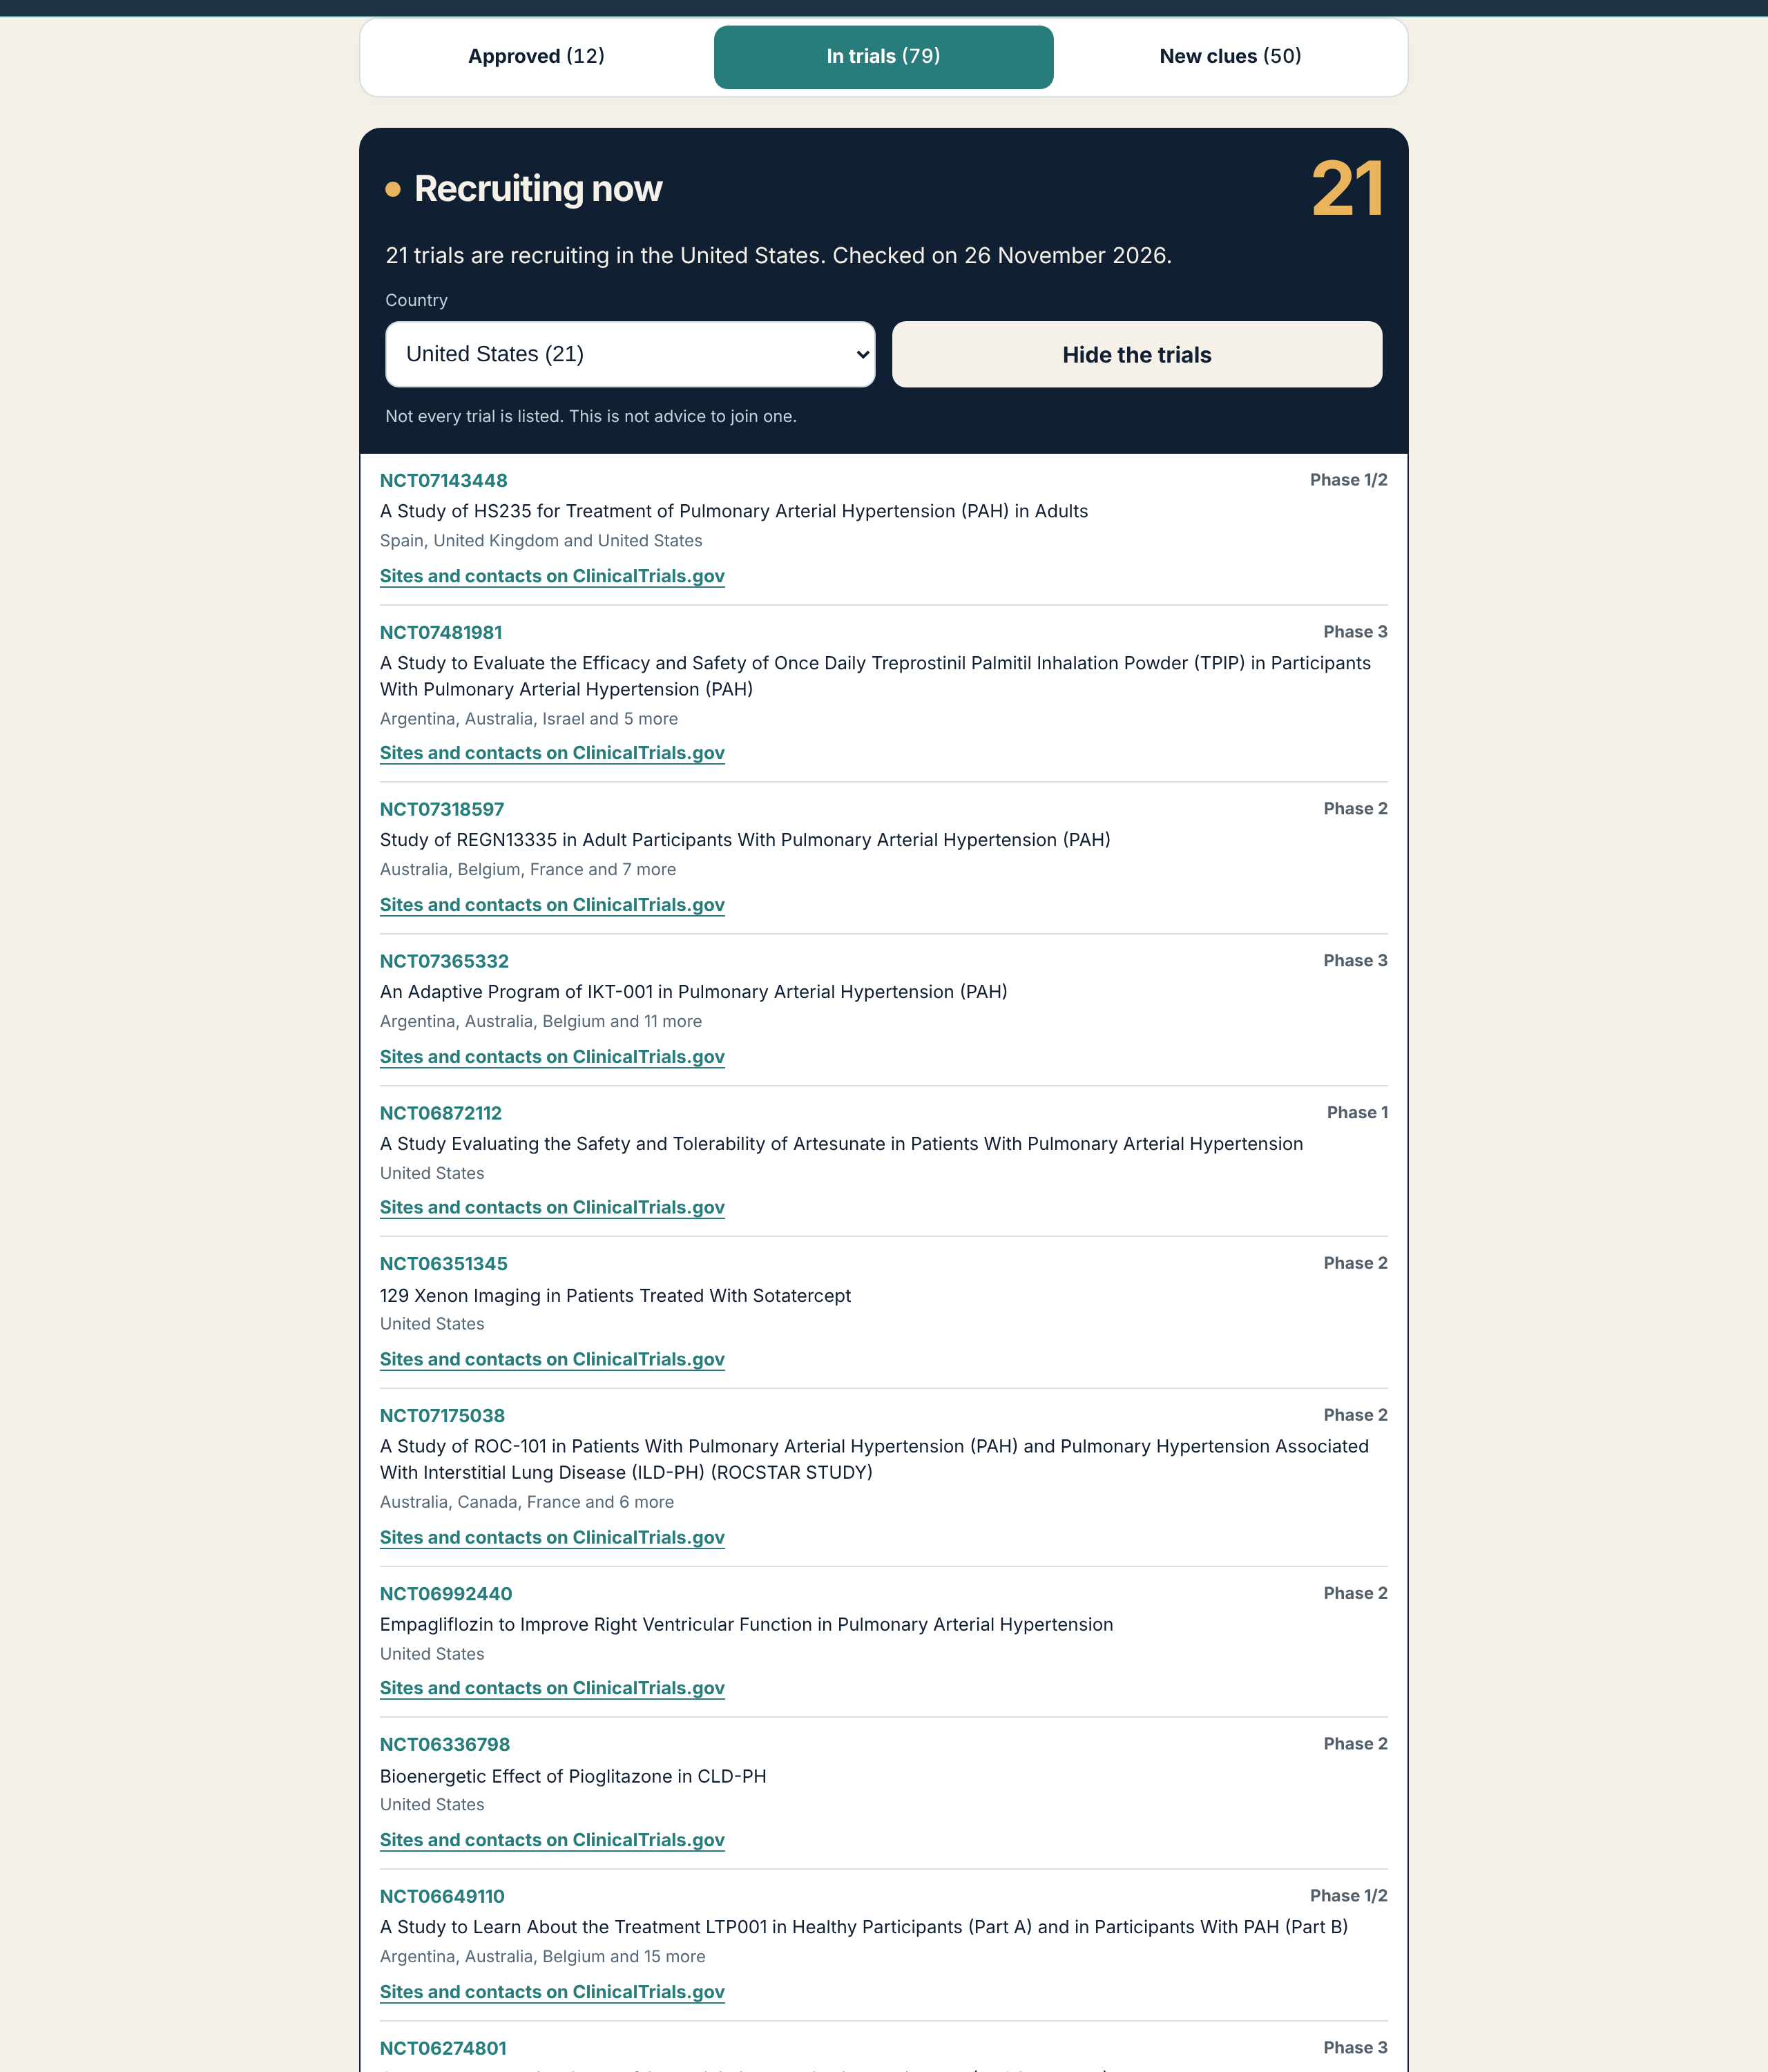 Approved (12)
In trials (79)
New clues (50)
Recruiting now
21
21 trials are recruiting in the United States. Checked on 26 November 2026.
Country
United States (21)
Hide the trials
Not every trial is listed. This is not advice to join one.
NCT07143448
Phase 1/2
A Study of HS235 for Treatment of Pulmonary Arterial Hypertension (PAH) in Adults
Spain, United Kingdom and United States
Sites and contacts on ClinicalTrials.gov
NCT07481981
Phase 3
A Study to Evaluate the Efficacy and Safety of Once Daily Treprostinil Palmitil Inhalation Powder (TPIP) in Participants
With Pulmonary Arterial Hypertension (PAH)
Argentina, Australia, Israel and 5 more
Sites and contacts on ClinicalTrials.gov
NCT07318597
Phase 2
Study of REGN13335 in Adult Participants With Pulmonary Arterial Hypertension (PAH)
Australia, Belgium, France and 7 more
Sites and contacts on ClinicalTrials.gov
NCT07365332
Phase 3
An Adaptive Program of IKT-001 in Pulmonary Arterial Hypertension (PAH)
Argentina, Australia, Belgium and 11 more
Sites and contacts on ClinicalTrials.gov
NCT06872112
Phase 1
A Study Evaluating the Safety and Tolerability of Artesunate in Patients With Pulmonary Arterial Hypertension
United States
Sites and contacts on ClinicalTrials.gov
NCT06351345
Phase 2
129 Xenon Imaging in Patients Treated With Sotatercept
United States
Sites and contacts on ClinicalTrials.gov
NCT07175038
Phase 2
A Study of ROC-101 in Patients With Pulmonary Arterial Hypertension (PAH) and Pulmonary Hypertension Associated
With Interstitial Lung Disease (ILD-PH) (ROCSTAR STUDY)
Australia, Canada, France and 6 more
Sites and contacts on ClinicalTrials.gov
NCT06992440
Phase 2
Empagliflozin to Improve Right Ventricular Function in Pulmonary Arterial Hypertension
United States
Sites and contacts on ClinicalTrials.gov
NCT06336798
Phase 2
Bioenergetic Effect of Pioglitazone in CLD-PH
United States
Sites and contacts on ClinicalTrials.gov
NCT06649110
Phase 1/2
A Study to Learn About the Treatment LTP001 in Healthy Participants (Part A) and in Participants With PAH (Part B)
Argentina, Australia, Belgium and 15 more
Sites and contacts on ClinicalTrials.gov
NCT06274801
Phase 3